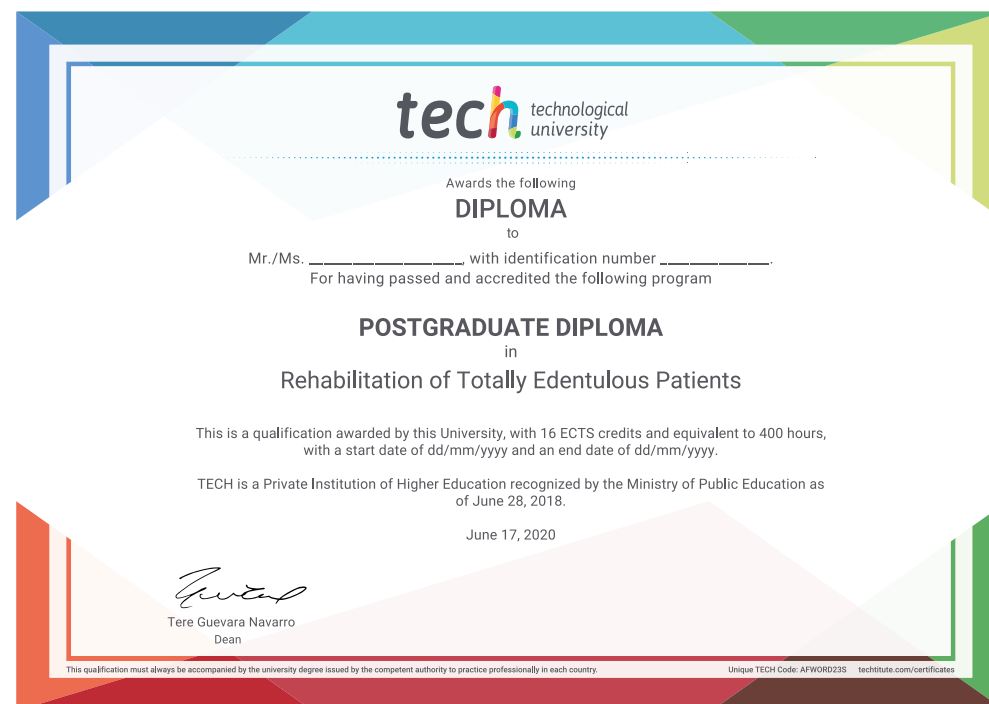 tech technological
university
Awards the following
DIPLOMA
to
Mr./Ms. ____________________, with identification number ______________.
For having passed and accredited the following program
POSTGRADUATE DIPLOMA
in
Rehabilitation of Totally Edentulous Patients
This is a qualification awarded by this University, with 16 ECTS credits and equivalent to 400 hours,
with a start date of dd/mm/yyyy and an end date of dd/mm/yyyy.
TECH is a Private Institution of Higher Education recognized by the Ministry of Public Education as
of June 28, 2018.
June 17, 2020
Tere Guevara Navarro
Dean
This qualification must always be accompanied by the university degree issued by the competent authority to practice professionally in each country.
Unique TECH Code: AFWORD23S techtitute.com/certificates